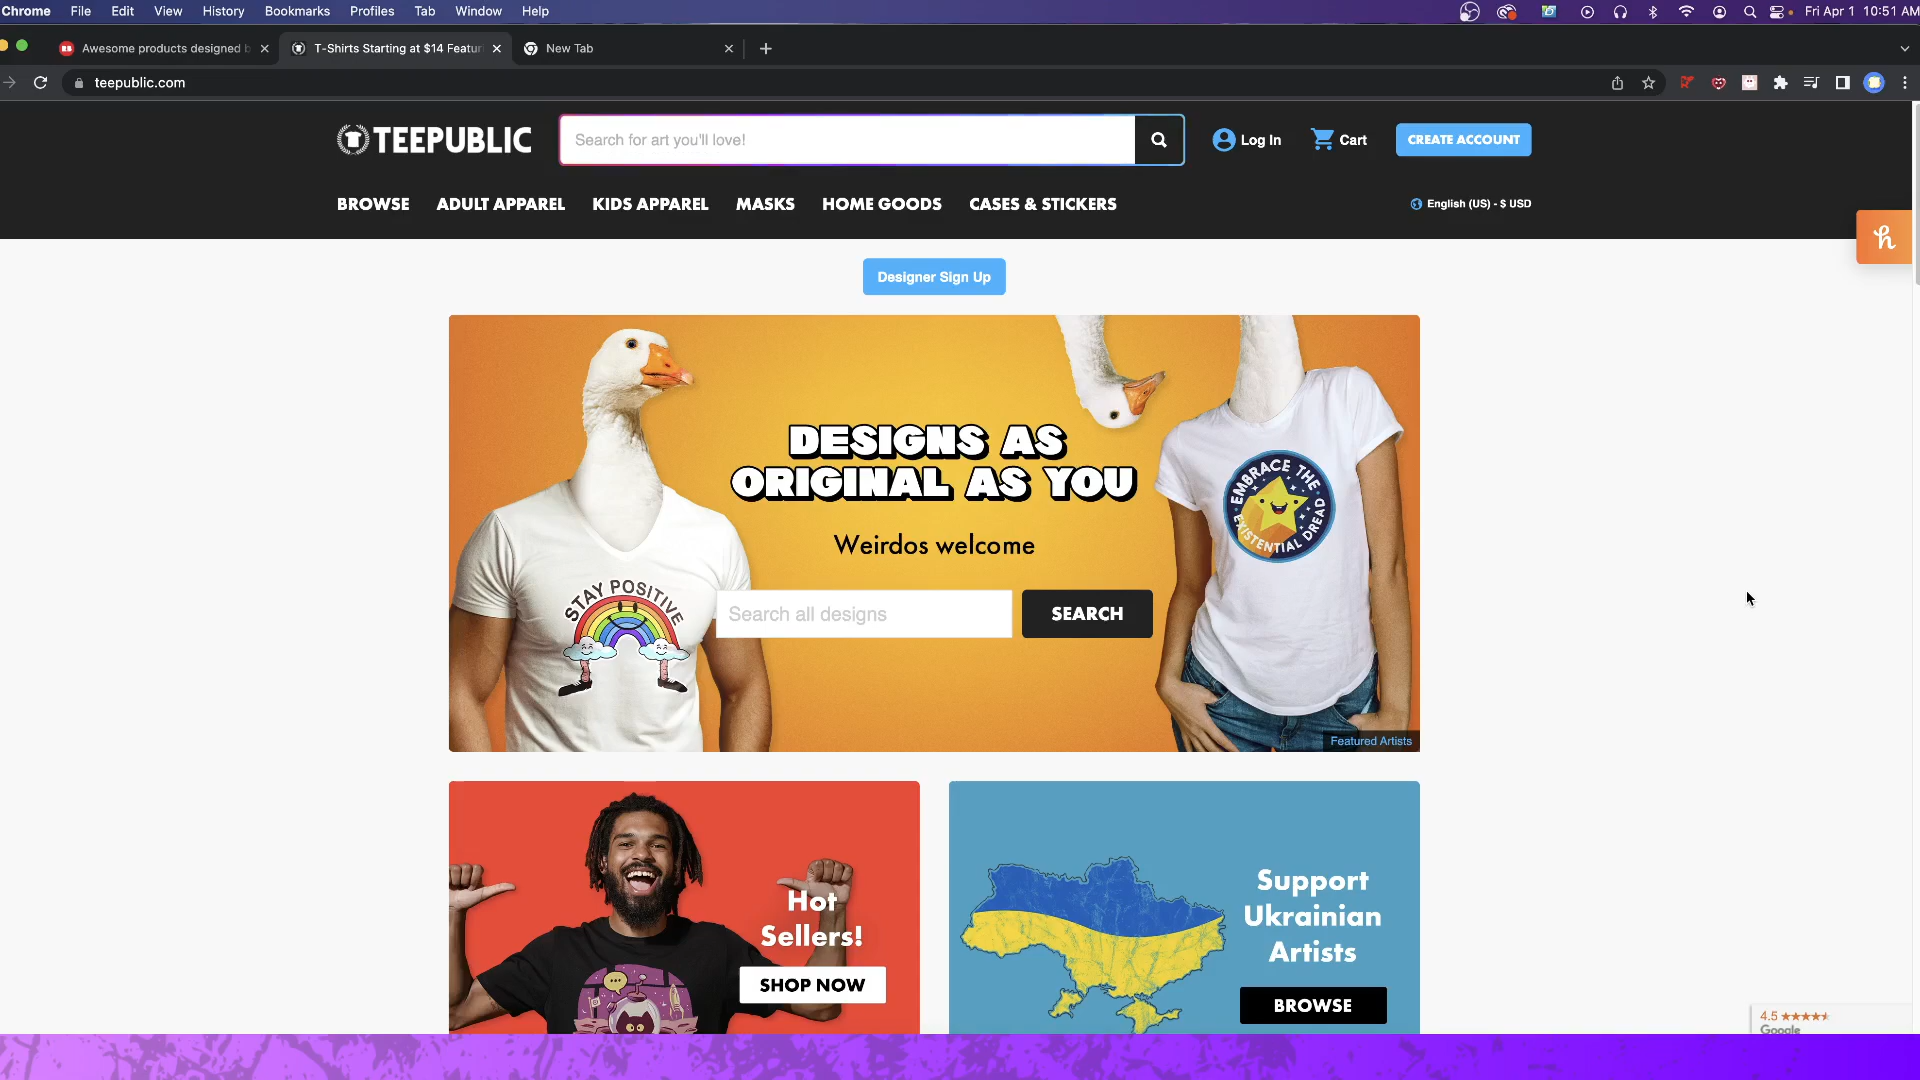 Chrome File Edit View History Bookmarks Profiles Tab Window Help
Fri Apr 1 10:51 AM
Awesome products designed b
T-Shirts Starting at $14 Featuri
New Tab
teepublic.com
TEEPUBLIC
Search for art you'll love!
Log In
Cart
CREATE ACCOUNT
BROWSE ADULT APPAREL KIDS APPAREL MASKS HOME GOODS CASES & STICKERS
English (US) - $ USD
h
Designer Sign Up
DESIGNS AS
ORIGINAL AS YOU
Weirdos welcome
Search all designs
SEARCH
STAY POSITIVE
EMBRACE THE
EXISTENTIAL DREAD
Featured Artists
Hot
Sellers!
SHOP NOW
Support
Ukrainian
Artists
BROWSE
4.5
Google